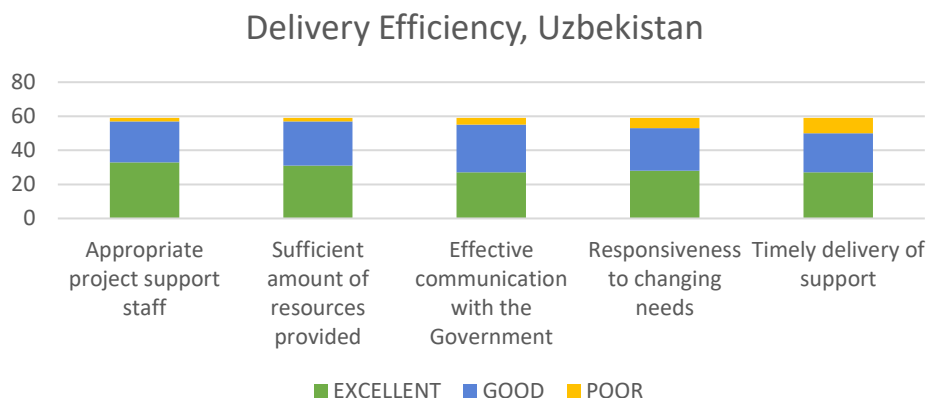 Delivery Efficiency, Uzbekistan
80
60
40
20
0
Appropriate
project support
staff
Sufficient
amount of
resources
provided
Effective
communication
with the
Government
Responsiveness
to changing
needs
Timely delivery of
support
EXCELLENT GOOD POOR